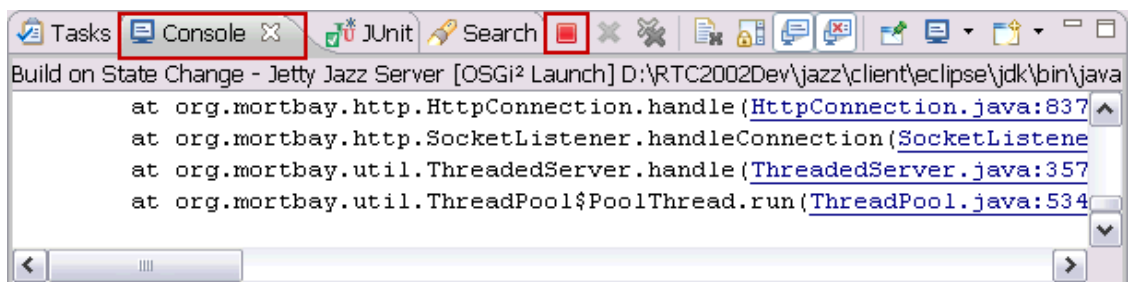 Tasks Console JUnit Search
Build on State Change - Jetty Jazz Server [OSGi² Launch] D:\RTC2002Dev\jazz\client\eclipse\jdk\bin\java
at org.mortbay.http.HttpConnection.handle(HttpConnection.java:837
at org.mortbay.http.SocketListener.handleConnection(SocketListene
at org.mortbay.util.ThreadedServer.handle(ThreadedServer.java:357
at org.mortbay.util.ThreadPool$PoolThread.run(ThreadPool.java:534